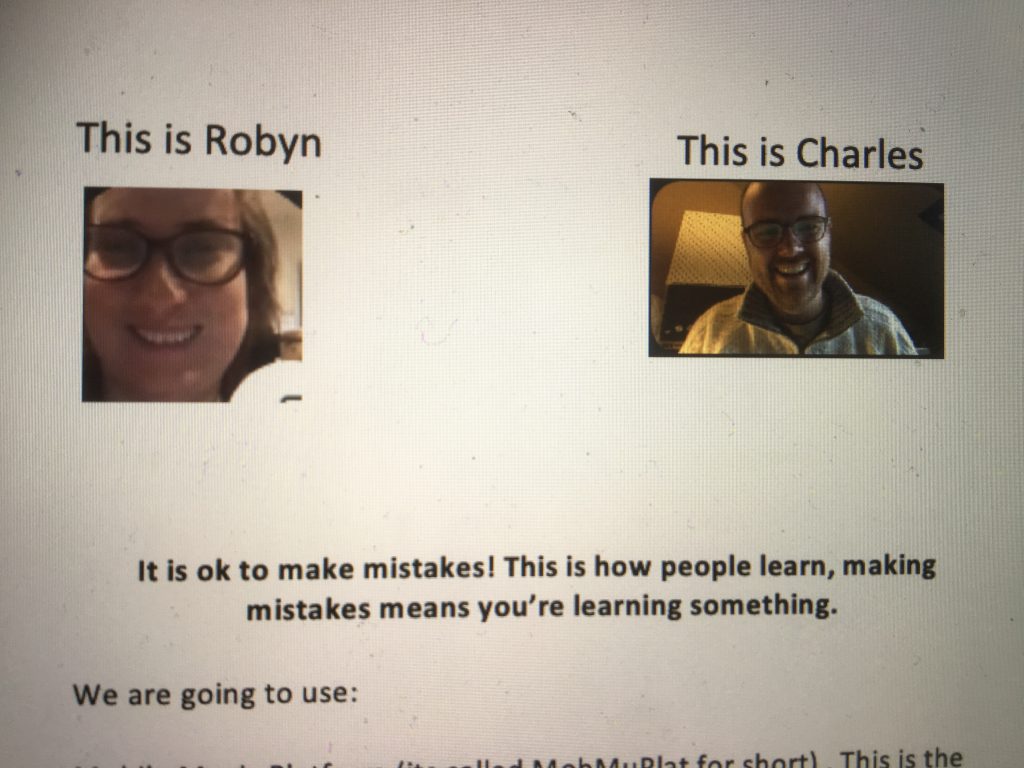 This is Robyn
This is Charles
It is ok to make mistakes! This is how people learn, making
mistakes means you're learning something.
We are going to use:
(its called MobMuPlat for short). This is the